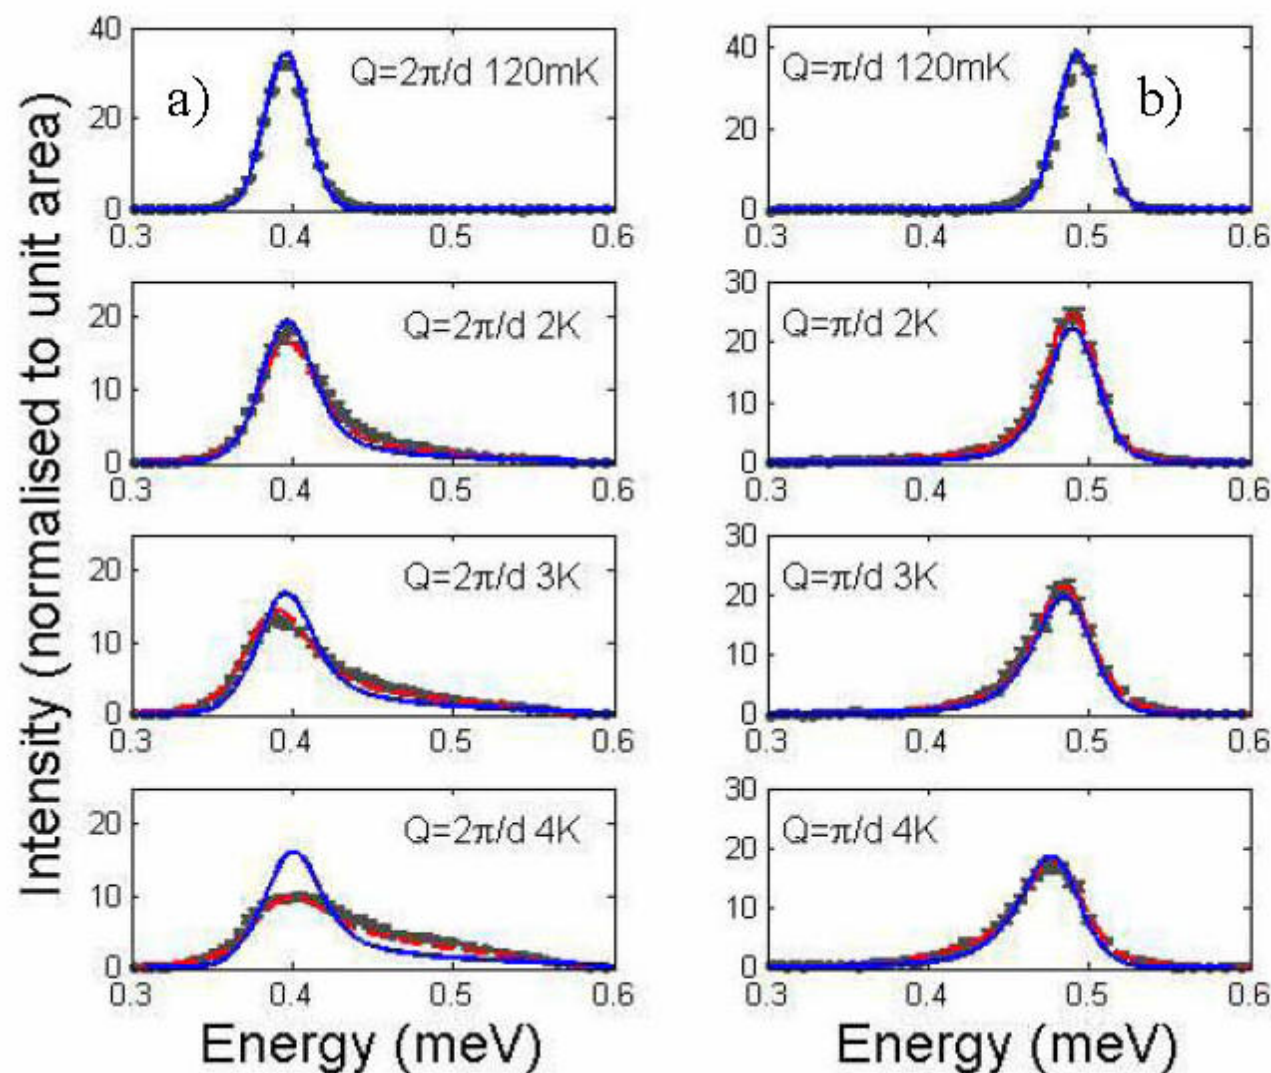 Intensity (normalised to unit area)
a)
Q=2π/d 120mK
40
20
0
0.3 0.4 0.5 0.6
b)
Q=π/d 120mK
40
20
0
0.3 0.4 0.5 0.6
Q=2π/d 2K
20
10
0
0.3 0.4 0.5 0.6
Q=π/d 2K
30
20
10
0
0.3 0.4 0.5 0.6
Q=2π/d 3K
20
10
0
0.3 0.4 0.5 0.6
Q=π/d 3K
30
20
10
0
0.3 0.4 0.5 0.6
Q=2π/d 4K
20
10
0
0.3 0.4 0.5 0.6
Q=π/d 4K
30
20
10
0
0.3 0.4 0.5 0.6
Energy (meV)
Energy (meV)